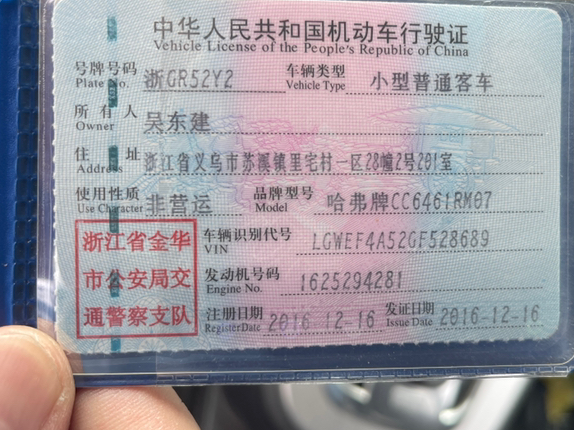 中华人民共和国机动车行驶证
Vehicle License of the People's Republic of China
号牌号码 Plate No. 浙GR52Y2 车辆类型 Vehicle Type 小型普通客车
所有人 Owner 吴东建
住址 Address 浙江省义乌市苏溪镇里宅村一区28幢2号201室
使用性质 Use Character 非营运 品牌型号 Model 哈弗牌CC6461RM07
浙江省金华
市公安局交
通警察支队
车辆识别代号 VIN LGWEF4A52GF528689
发动机号码 Engine No. 1625294281
注册日期 Register Date 2016-12-16 发证日期 Issue Date 2016-12-16